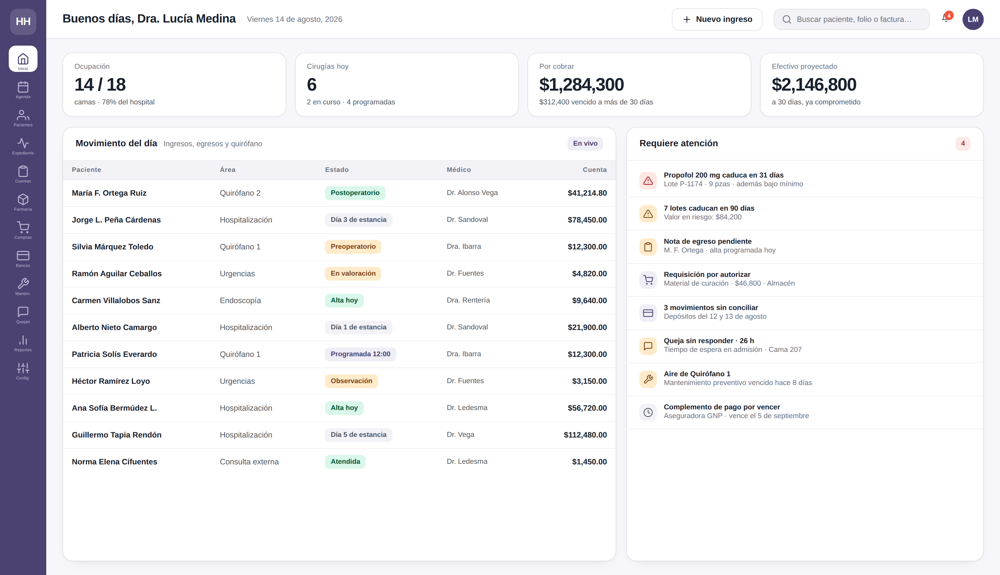 HH
Inicio
Agenda
Pacientes
Expediente
Cuentas
Farmacia
Compras
Bancos
Manten.
Quejas
Reportes
Config.
Buenos días, Dra. Lucía Medina Viernes 14 de agosto, 2026
Nuevo ingreso
Buscar paciente, folio o factura…
4
LM
Ocupación
14 / 18
camas · 78% del hospital
Cirugías hoy
6
2 en curso · 4 programadas
Por cobrar
$1,284,300
$312,400 vencido a más de 30 días
Efectivo proyectado
$2,146,800
a 30 días, ya comprometido
Movimiento del día Ingresos, egresos y quirófano En vivo
Paciente Área Estado Médico Cuenta
María F. Ortega Ruiz Quirófano 2 Postoperatorio Dr. Alonso Vega $41,214.80
Jorge L. Peña Cárdenas Hospitalización Día 3 de estancia Dr. Sandoval $78,450.00
Silvia Márquez Toledo Quirófano 1 Preoperatorio Dra. Ibarra $12,300.00
Ramón Aguilar Ceballos Urgencias En valoración Dr. Fuentes $4,820.00
Carmen Villalobos Sanz Endoscopía Alta hoy Dra. Rentería $9,640.00
Alberto Nieto Camargo Hospitalización Día 1 de estancia Dr. Sandoval $21,900.00
Patricia Solís Everardo Quirófano 1 Programada 12:00 Dra. Ibarra $12,300.00
Héctor Ramírez Loyo Urgencias Observación Dr. Fuentes $3,150.00
Ana Sofía Bermúdez L. Hospitalización Alta hoy Dr. Ledesma $56,720.00
Guillermo Tapia Rendón Hospitalización Día 5 de estancia Dr. Vega $112,480.00
Norma Elena Cifuentes Consulta externa Atendida Dr. Ledesma $1,450.00
Requiere atención 4
Propofol 200 mg caduca en 31 días
Lote P-1174 · 9 pzas · además bajo mínimo
7 lotes caducan en 90 días
Valor en riesgo: $84,200
Nota de egreso pendiente
M. F. Ortega · alta programada hoy
Requisición por autorizar
Material de curación · $46,800 · Almacén
3 movimientos sin conciliar
Depósitos del 12 y 13 de agosto
Queja sin responder · 26 h
Tiempo de espera en admisión · Cama 207
Aire de Quirófano 1
Mantenimiento preventivo vencido hace 8 días
Complemento de pago por vencer
Aseguradora GNP · vence el 5 de septiembre